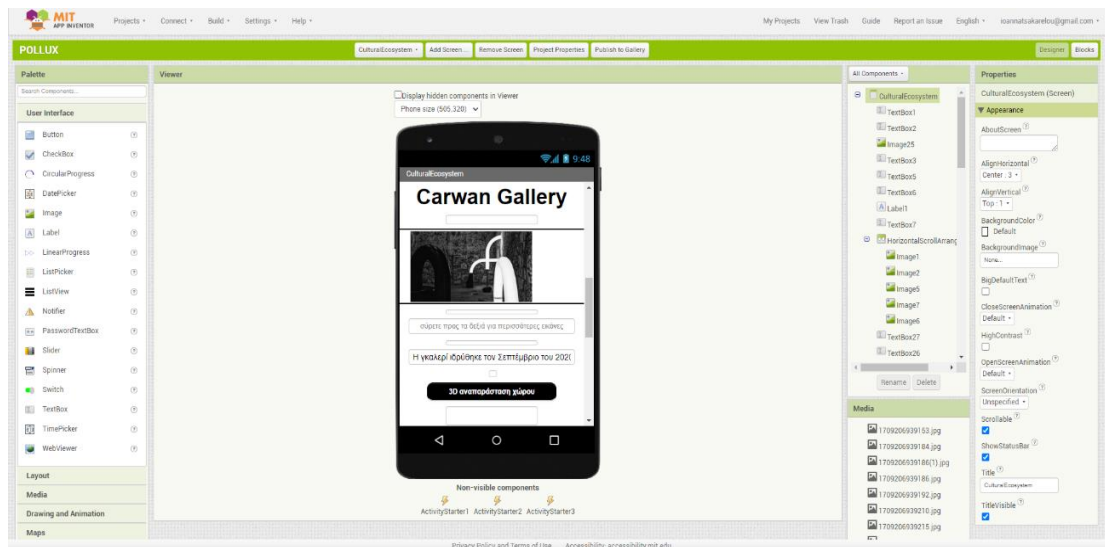 MIT
APP INVENTOR
Projects
Connect
Build
Settings
Help
My Projects
View Trash
Guide
Report an Issue
English
ioannatsakarelou@gmail.com
POLLUX
CulturalEcosystem
Add Screen ...
Remove Screen
Project Properties
Publish to Gallery
Designer
Blocks
Palette
Search Components...
User Interface
Button
CheckBox
CircularProgress
DatePicker
Image
Label
LinearProgress
ListPicker
ListView
Notifier
PasswordTextBox
Slider
Spinner
Switch
TextBox
TimePicker
WebViewer
Layout
Media
Drawing and Animation
Maps
Viewer
Display hidden components in Viewer
Phone size (505,320)
9:48
CulturalEcosystem
Carwan Gallery
σύρετε προς τα δεξιά για περισσότερες εικόνες
Η γκαλερί ιδρύθηκε τον Σεπτέμβριο του 202(
3D αναπαράσταση χώρου
Non-visible components
ActivityStarter1 ActivityStarter2 ActivityStarter3
All Components
CulturalEcosystem
TextBox1
TextBox2
Image25
TextBox3
TextBox5
TextBox6
Label1
TextBox7
HorizontalScrollArrang
Image1
Image2
Image5
Image7
Image6
TextBox27
TextBox26
Rename
Delete
Media
1709206939153.jpg
1709206939184.jpg
1709206939186(1).jpg
1709206939186.jpg
1709206939192.jpg
1709206939210.jpg
1709206939215.jpg
Properties
CulturalEcosystem (Screen)
Appearance
AboutScreen
AlignHorizontal
Center : 3
AlignVertical
Top : 1
BackgroundColor
Default
BackgroundImage
None...
BigDefaultText
CloseScreenAnimation
Default
HighContrast
OpenScreenAnimation
Default
ScreenOrientation
Unspecified
Scrollable
ShowStatusBar
Title
CulturalEcosystem
TitleVisible
Privacy Policy and Terms of Use
Accessibility: accessibility.mit.edu